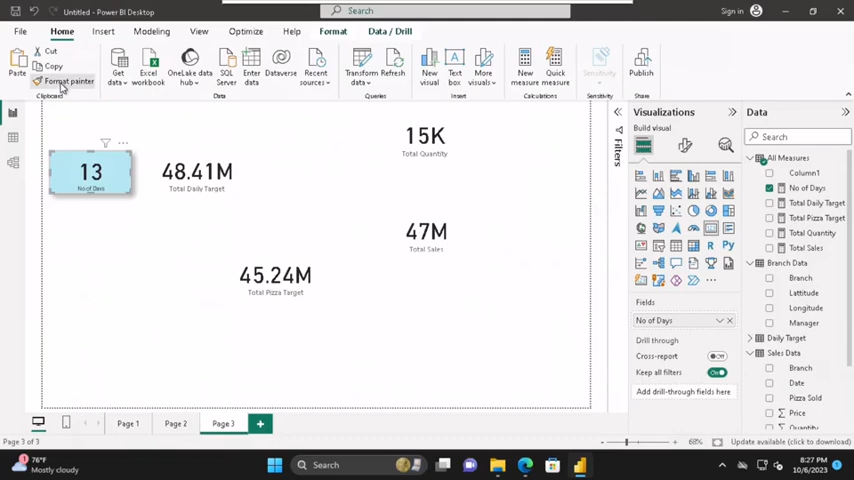 Untitled - Power BI Desktop
Search
Sign in
File
Home
Insert
Modeling
View
Optimize
Help
Format
Data / Drill
Paste
Cut
Copy
Format painter
Clipboard
Get data
Excel workbook
OneLake data hub
SQL Server
Enter data
Dataverse
Recent sources
Data
Transform data
Refresh
Queries
New visual
Text box
More visuals
Insert
New measure
Quick measure
Calculations
Sensitivity
Sensitivity
Publish
Share
13
No of Days
48.41M
Total Daily Target
15K
Total Quantity
47M
Total Sales
45.24M
Total Pizza Target
Filters
Visualizations
Build visual
R
Py
Fields
No of Days
Drill through
Cross-report
Off
Keep all filters
On
Add drill-through fields here
Data
Search
All Measures
Column1
No of Days
Total Daily Target
Total Pizza Target
Total Quantity
Total Sales
Branch Data
Branch
Lattitude
Longitude
Manager
Daily Target
Sales Data
Branch
Date
Pizza Sold
Price
Quantity
Page 1
Page 2
Page 3
Page 3 of 3
68%
Update available (click to download)
76°F
Mostly cloudy
Search
8:27 PM
10/6/2023